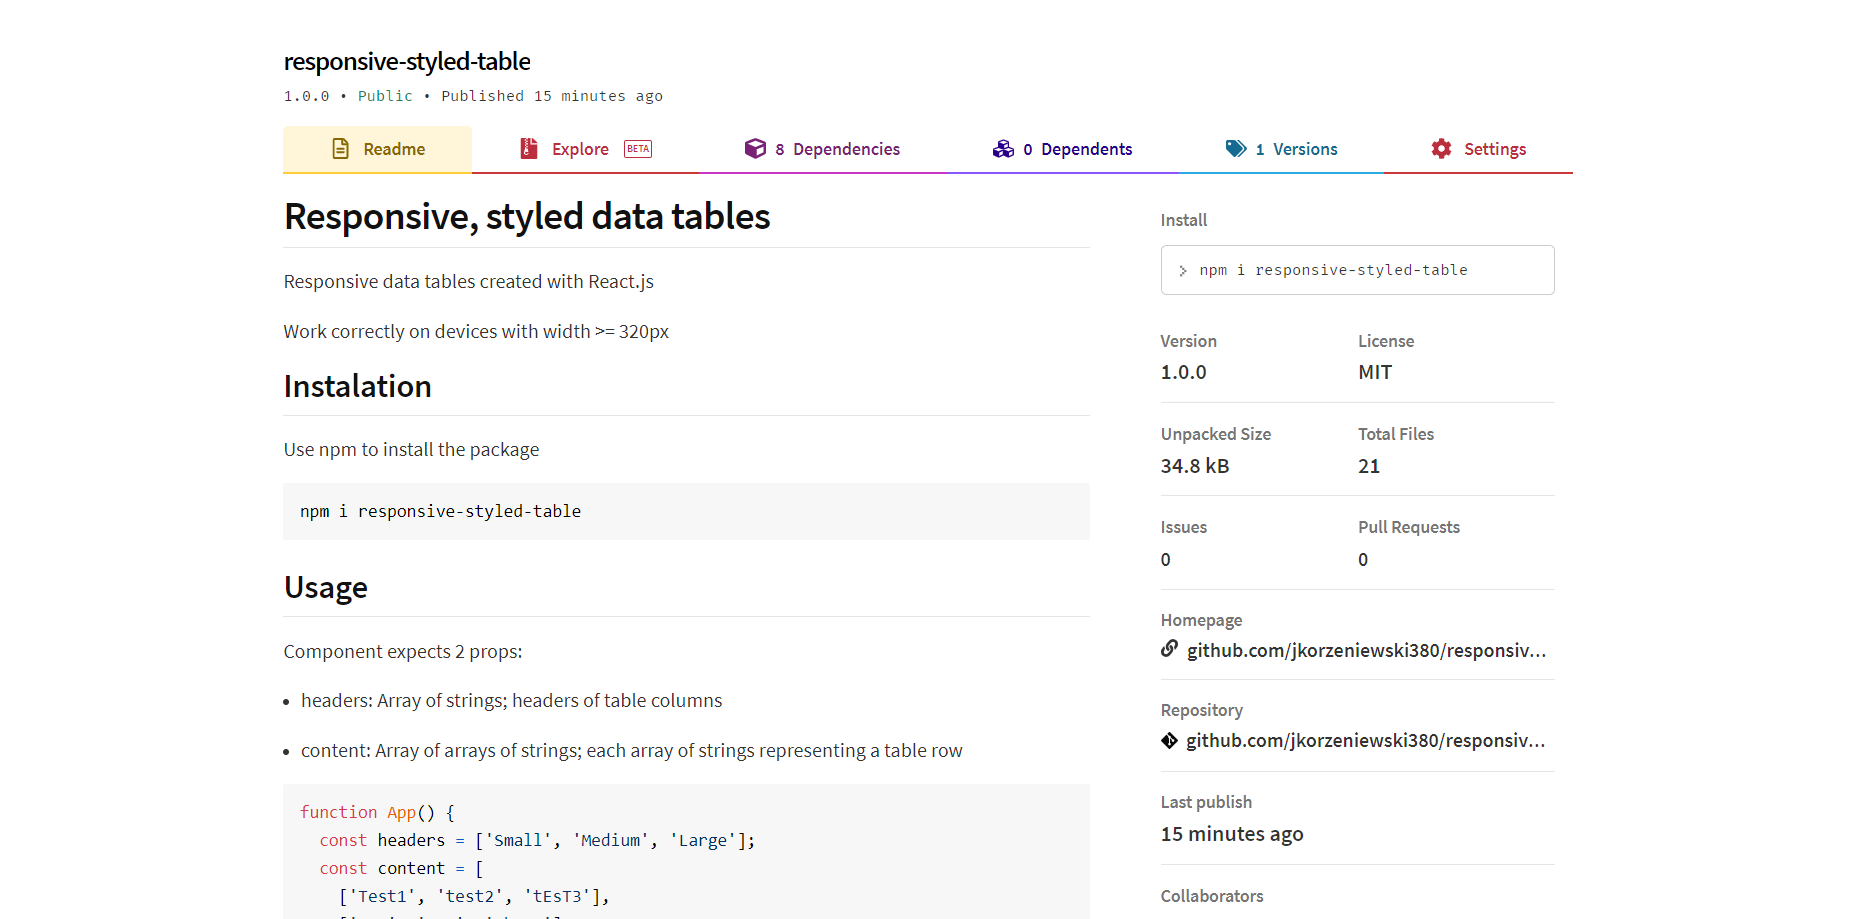 responsive-styled-table
1.0.0 • Public • Published 15 minutes ago
Readme
Explore BETA
8 Dependencies
0 Dependents
1 Versions
Settings
Responsive, styled data tables
Responsive data tables created with React.js
Work correctly on devices with width >= 320px
Instalation
Use npm to install the package
npm i responsive-styled-table
Usage
Component expects 2 props:
• headers: Array of strings; headers of table columns
• content: Array of arrays of strings; each array of strings representing a table row
function App() {
const headers = ['Small', 'Medium', 'Large'];
const content = [
['Test1', 'test2', 'tEsT3'],
Install
> npm i responsive-styled-table
Version
License
1.0.0
MIT
Unpacked Size
Total Files
34.8 kB
21
Issues
Pull Requests
0
0
Homepage
github.com/jkorzeniewski380/responsiv...
Repository
github.com/jkorzeniewski380/responsiv...
Last publish
15 minutes ago
Collaborators